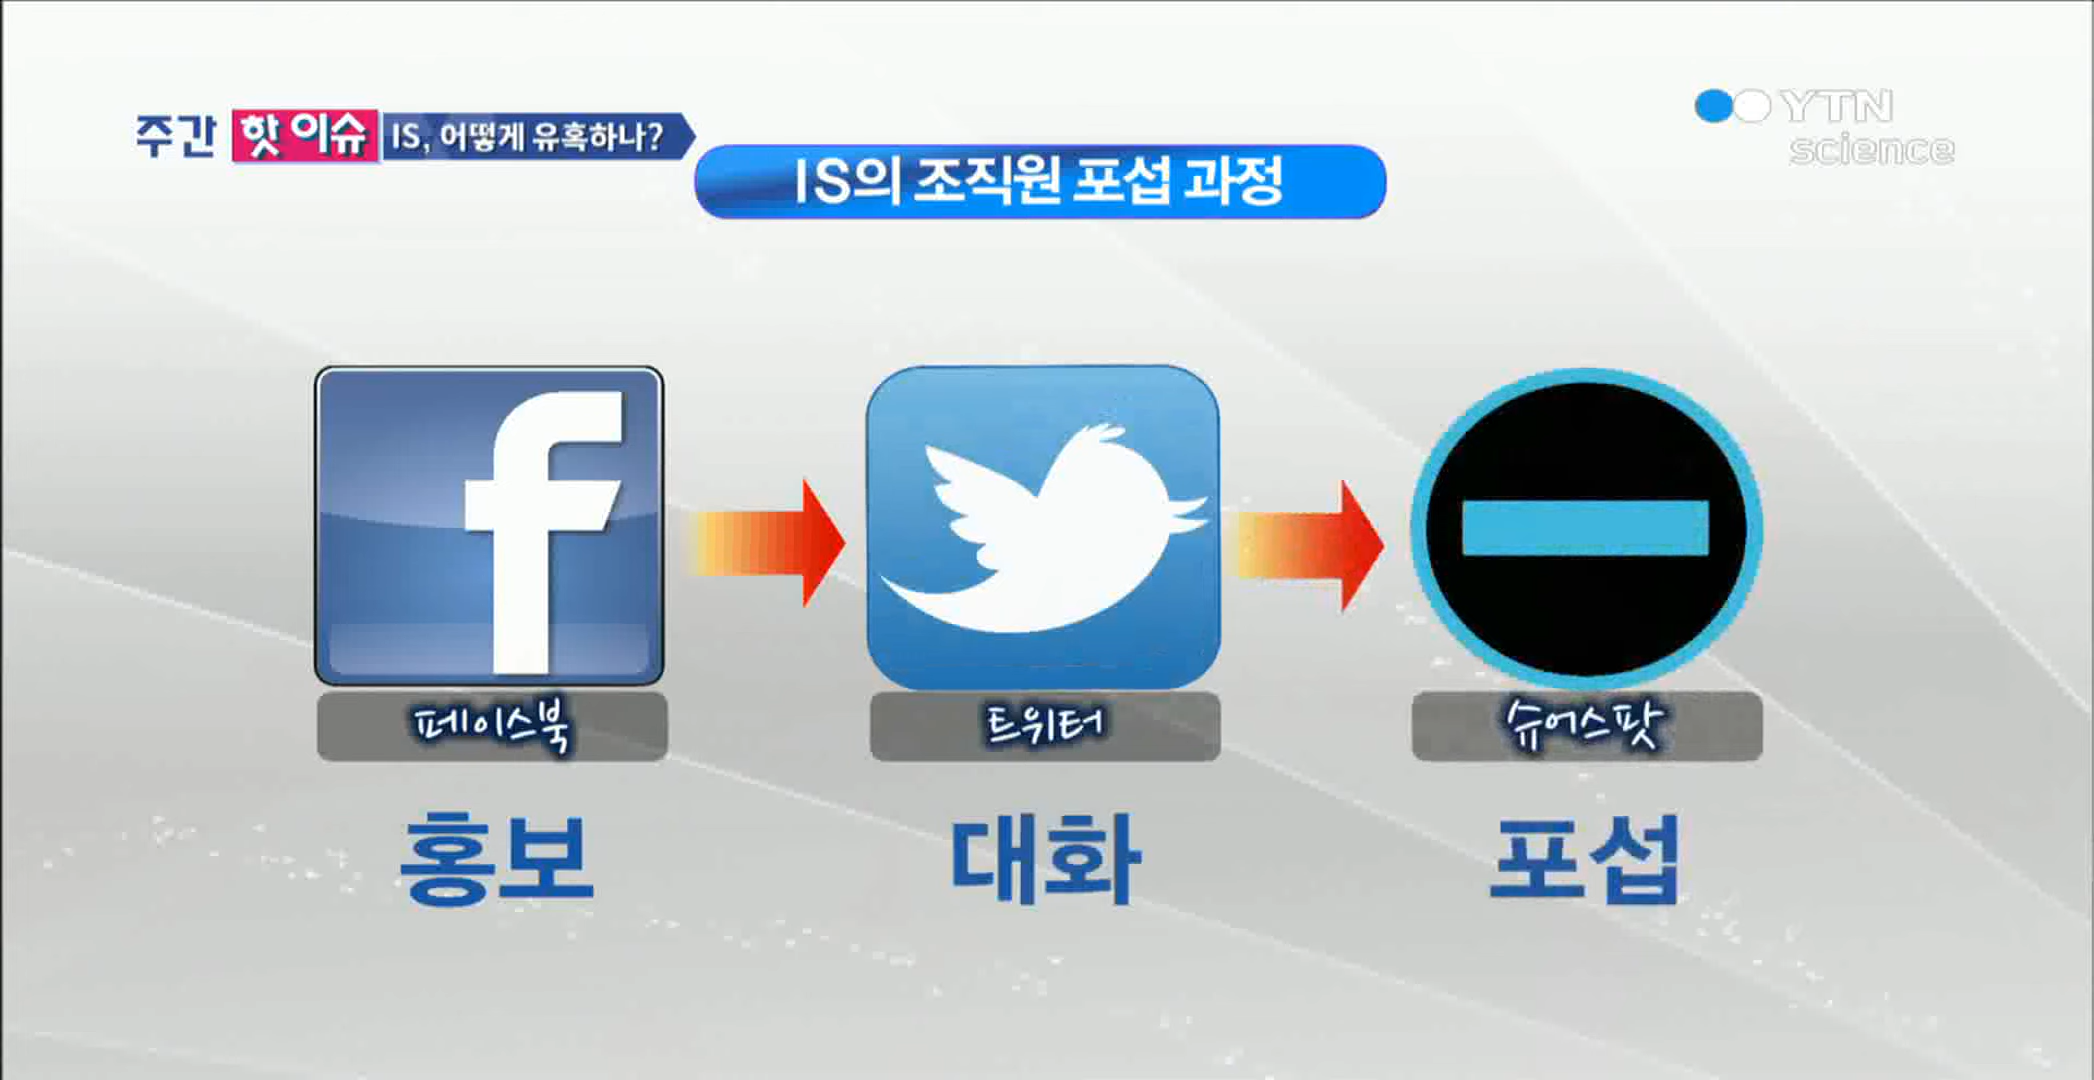 주간 핫 이슈 IS, 어떻게 유혹하나?
YTN
science
IS의 조직원 포섭 과정
페이스북
트위터
슈어스팟
홍보
대화
포섭